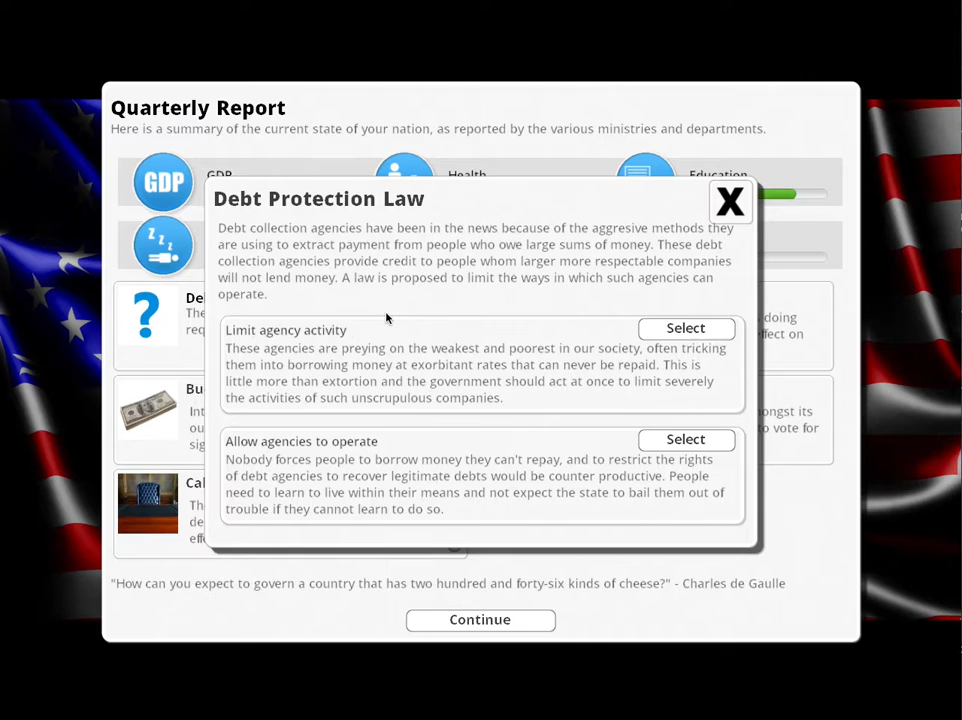 Quarterly Report
Here is a summary of the current state of your nation, as reported by the various ministries and departments.
GDP
GDP
Health
Education
Z Z Z
Debt Protection Law
X
Debt collection agencies have been in the news because of the aggresive methods they
are using to extract payment from people who owe large sums of money. These debt
collection agencies provide credit to people whom larger more respectable companies
will not lend money. A law is proposed to limit the ways in which such agencies can
operate.
Limit agency activity
Select
These agencies are preying on the weakest and poorest in our society, often tricking
them into borrowing money at exorbitant rates that can never be repaid. This is
little more than extortion and the government should act at once to limit severely
the activities of such unscrupulous companies.
Allow agencies to operate
Select
Nobody forces people to borrow money they can't repay, and to restrict the rights
of debt agencies to recover legitimate debts would be counter productive. People
need to learn to live within their means and not expect the state to bail them out of
trouble if they cannot learn to do so.
?
doing
effect on
ongst its
to vote for
"How can you expect to govern a country that has two hundred and forty-six kinds of cheese?" - Charles de Gaulle
Continue